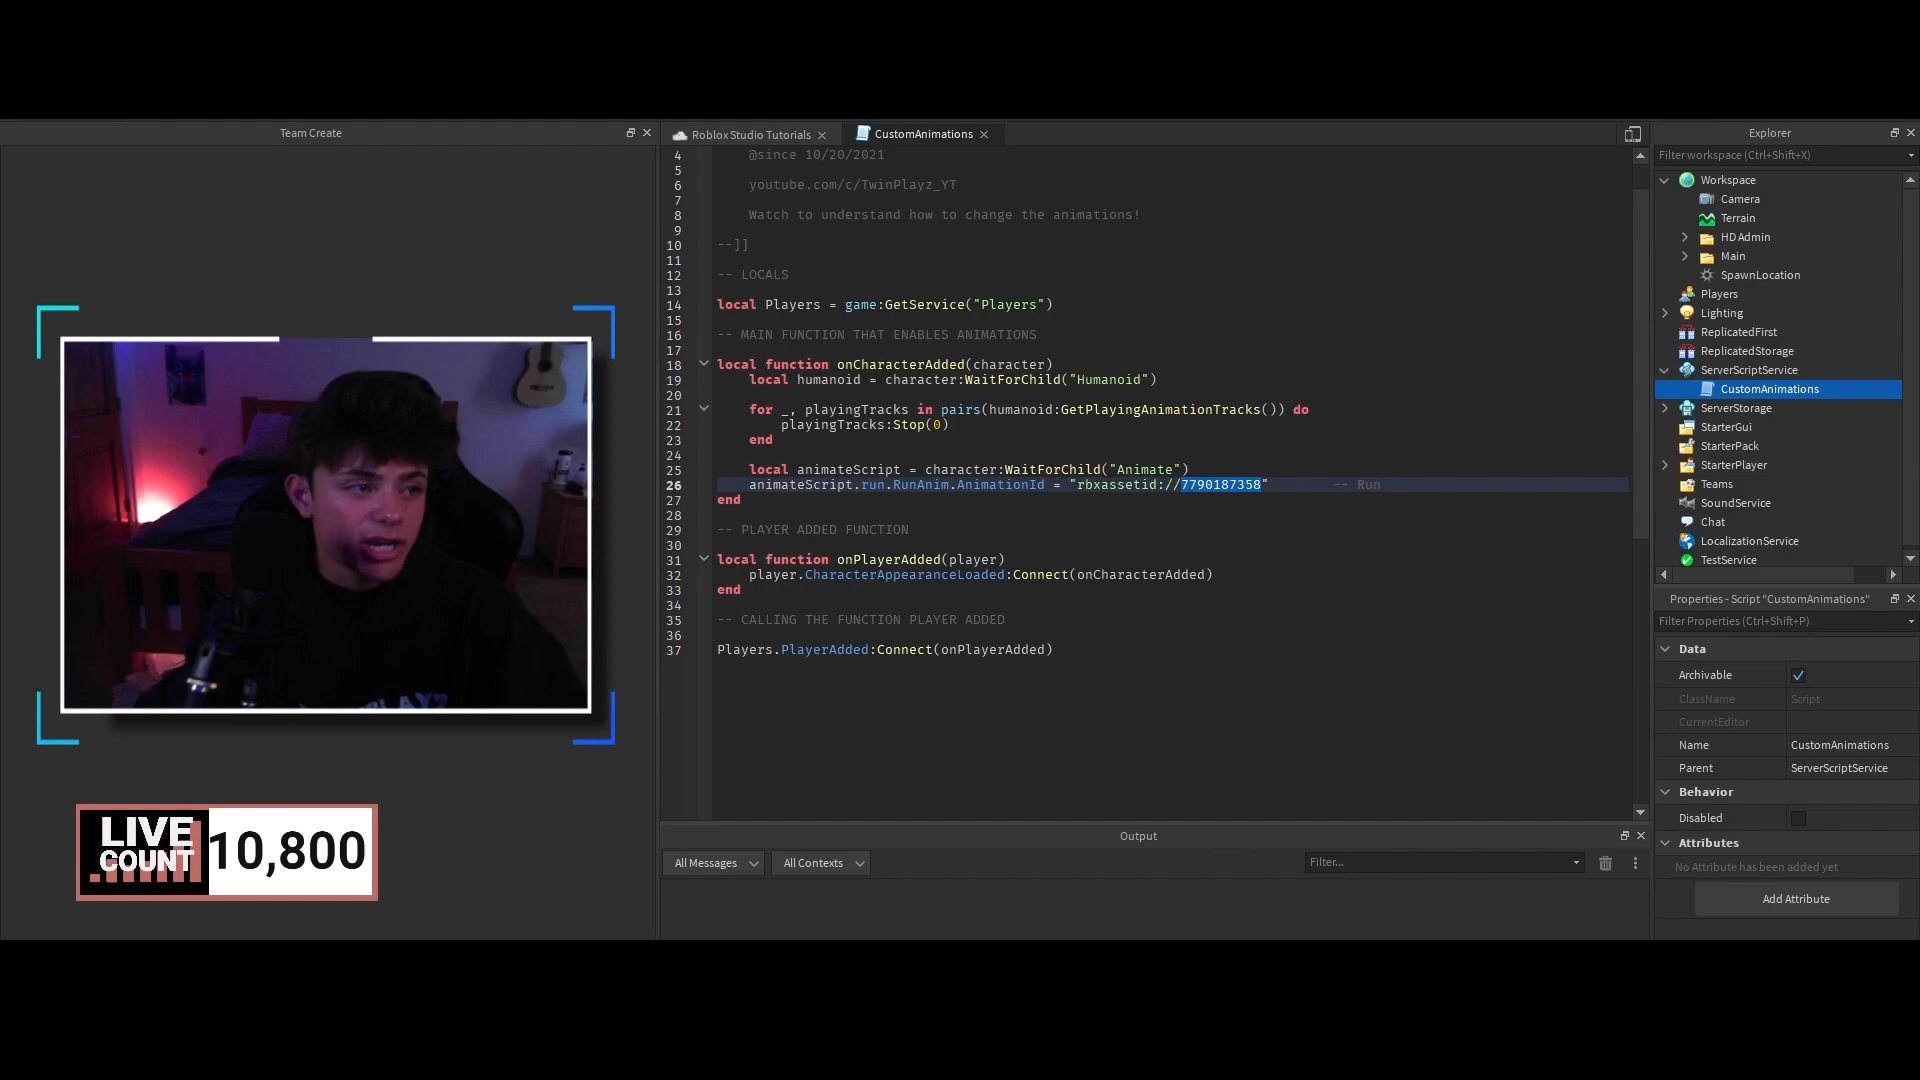 Team Create
Roblox Studio Tutorials
CustomAnimations
4 @since 10/20/2021
5
6 youtube.com/c/TwinPlayz_YT
7
8 Watch to understand how to change the animations!
9
10 --]]
11
12 -- LOCALS
13
14 local Players = game:GetService("Players")
15
16 -- MAIN FUNCTION THAT ENABLES ANIMATIONS
17
18 local function onCharacterAdded(character)
19 local humanoid = character:WaitForChild("Humanoid")
20
21 for _, playingTracks in pairs(humanoid:GetPlayingAnimationTracks()) do
22 playingTracks:Stop(0)
23 end
24
25 local animateScript = character:WaitForChild("Animate")
26 animateScript.run.RunAnim.AnimationId = "rbxassetid://7790187358" -- Run
27 end
28
29 -- PLAYER ADDED FUNCTION
30
31 local function onPlayerAdded(player)
32 player.CharacterAppearanceLoaded:Connect(onCharacterAdded)
33 end
34
35 -- CALLING THE FUNCTION PLAYER ADDED
36
37 Players.PlayerAdded:Connect(onPlayerAdded)
Output
All Messages
All Contexts
Filter...
Explorer
Filter workspace (Ctrl+Shift+X)
Workspace
Camera
Terrain
HD Admin
Main
SpawnLocation
Players
Lighting
ReplicatedFirst
ReplicatedStorage
ServerScriptService
CustomAnimations
ServerStorage
StarterGui
StarterPack
StarterPlayer
Teams
SoundService
Chat
LocalizationService
TestService
Properties - Script "CustomAnimations"
Filter Properties (Ctrl+Shift+P)
Data
Archivable
ClassName Script
CurrentEditor
Name CustomAnimations
Parent ServerScriptService
Behavior
Disabled
Attributes
No Attribute has been added yet
Add Attribute
LIVE
COUNT
10,800